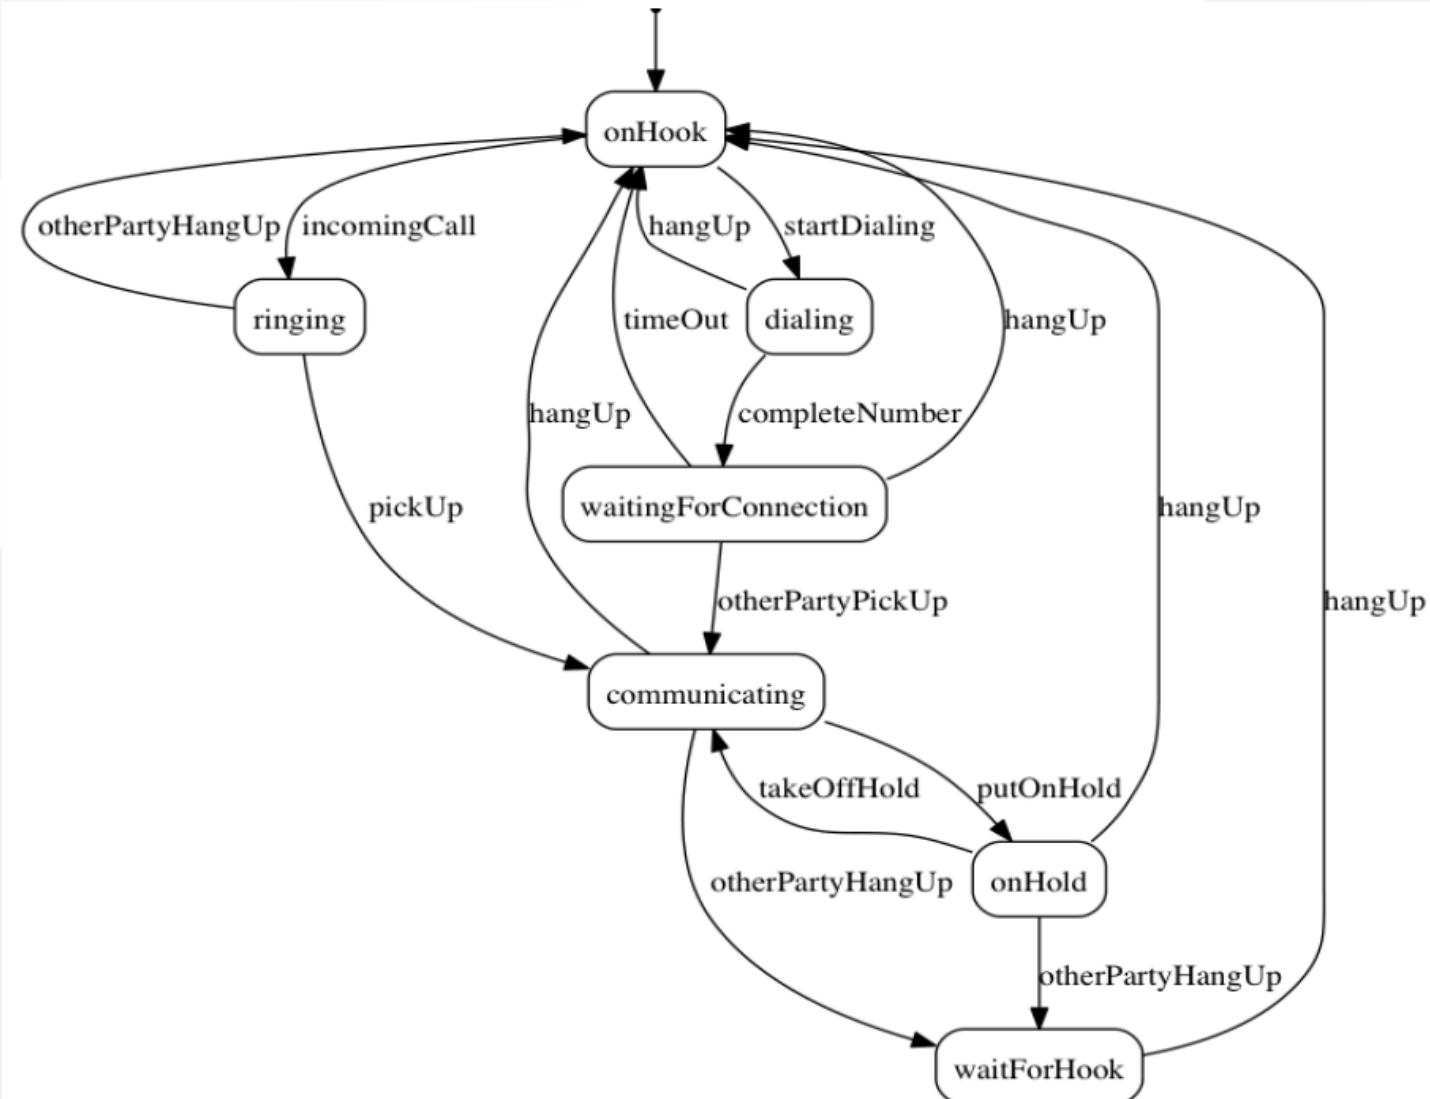 onHook
otherPartyHangUp
incomingCall
hangUp
startDialing
ringing
timeOut
dialing
hangUp
hangUp
completeNumber
pickUp
waitingForConnection
hangUp
otherPartyPickUp
hangUp
communicating
takeOffHold
putOnHold
otherPartyHangUp
onHold
otherPartyHangUp
waitForHook